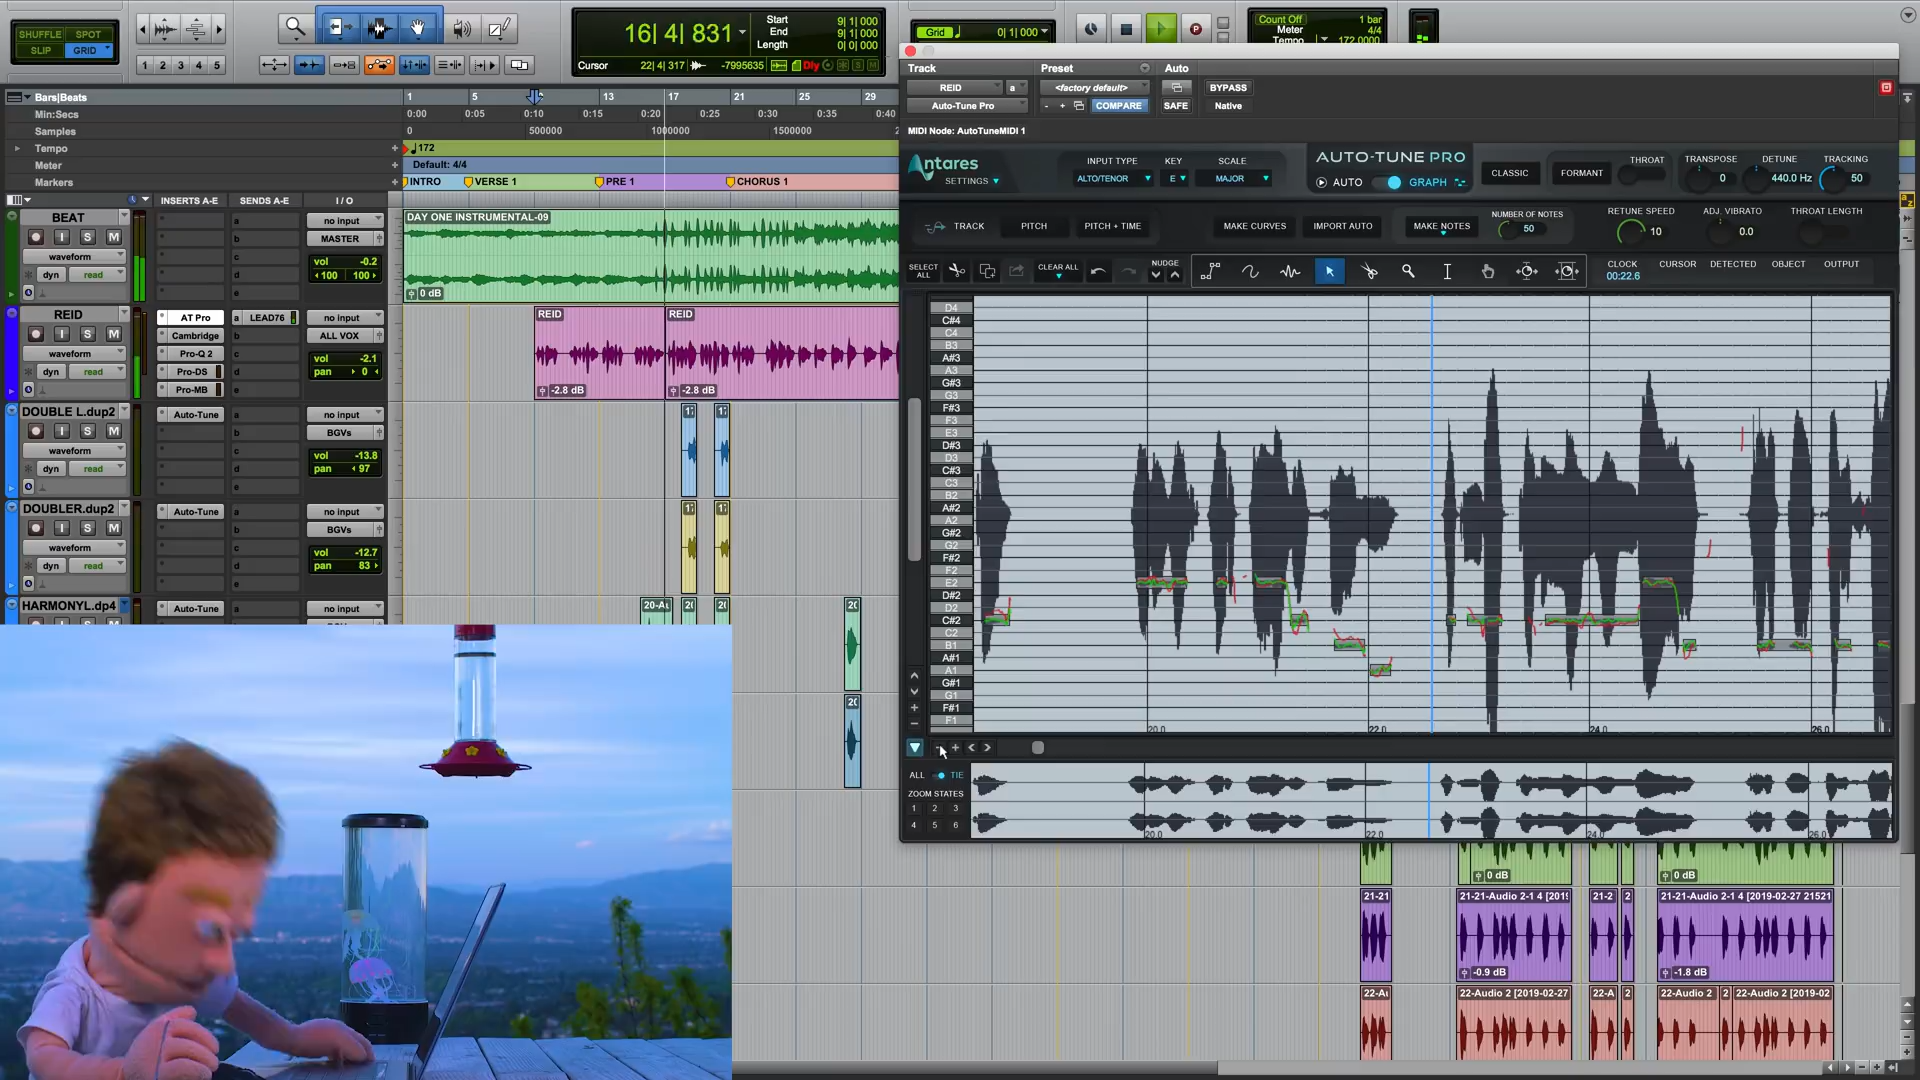 SHUFFLE SPOT
SLIP GRID
1 2 3 4 5
16| 4| 831
Start 9| 1| 000
End 9| 1| 000
Length 0| 0| 000
Cursor 22| 4| 317 -7995635 Dly
Grid 0| 1| 000
Count Off 1 bar
Meter 4/4
Tempo 172.0000
Bars|Beats 1 5 13 17 21 25 29
Min:Secs 0:00 0:05 0:10 0:15 0:20 0:25 0:30 0:35 0:40
Samples 0 500000 1000000 1500000
Tempo 172
Meter Default: 4/4
Markers INTRO VERSE 1 PRE 1 CHORUS 1
INSERTS A-E SENDS A-E I/O
BEAT
I S M
waveform
dyn read
a b c d e
no input
MASTER
vol -0.2
100 100
DAY ONE INSTRUMENTAL-09
0 dB
REID
I S M
waveform
dyn read
AT Pro
Cambridge
Pro-Q 2
Pro-DS
Pro-MB
a LEAD76
b c d e
no input
ALL VOX
vol -2.1
pan 0
REID REID
-2.8 dB -2.8 dB
DOUBLE L.dup2
I S M
waveform
dyn read
Auto-Tune
a b c d e
no input
BGVs
vol -13.8
pan 97
DOUBLER.dup2
I S M
waveform
dyn read
Auto-Tune
a b c d e
no input
BGVs
vol -12.7
pan 83
HARMONYL.dp4
Auto-Tune
a
no input
Track Preset Auto
REID a <factory default> BYPASS
Auto-Tune Pro - + COMPARE SAFE Native
MIDI Node: AutoTuneMIDI 1
Antares
SETTINGS
INPUT TYPE KEY SCALE
ALTO/TENOR E MAJOR
AUTO-TUNE PRO
AUTO GRAPH
CLASSIC FORMANT
THROAT
TRANSPOSE 0
DETUNE 440.0 Hz
TRACKING 50
TRACK PITCH PITCH + TIME MAKE CURVES IMPORT AUTO MAKE NOTES
NUMBER OF NOTES 50
RETUNE SPEED 10
ADJ. VIBRATO 0.0
THROAT LENGTH
SELECT ALL
CLEAR ALL
NUDGE
CLOCK CURSOR DETECTED OBJECT OUTPUT
00:22.6
D4
C#4
C4
B3
A#3
A3
G#3
G3
F#3
F3
E3
D#3
D3
C#3
C3
B2
A#2
A2
G#2
G2
F#2
F2
E2
D#2
D2
C#2
C2
B1
A#1
A1
G#1
G1
F#1
F1
20.0 22.0 24.0 26.0
ALL TIE
ZOOM STATES
1 2 3
4 5 6
20.0 22.0 24.0 26.0
0 dB 0 dB
21-21 21-21-Audio 2-1 4 [2019 21-2 2 21-21-Audio 2-1 4 [2019-02-27 21521
-0.9 dB -1.8 dB
22-Au 22-Audio 2 [2019-02-27 22-A 2 22-Audio 2 2 22-Audio 2 [2019-02